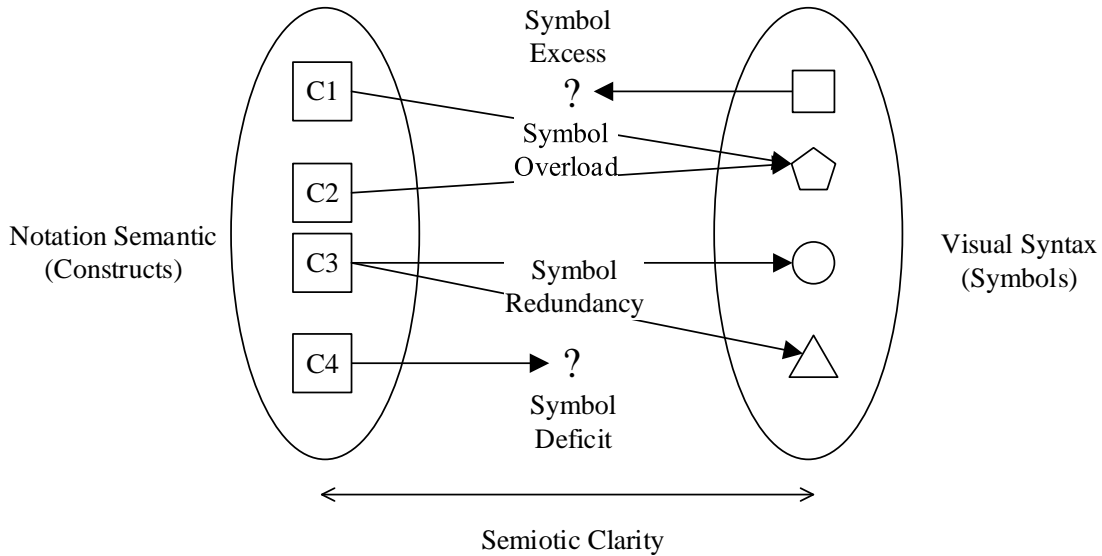 Symbol
Excess
C1
?
Symbol
Overload
C2
Notation Semantic
(Constructs)
C3
Symbol
Redundancy
Visual Syntax
(Symbols)
C4
?
Symbol
Deficit
Semiotic Clarity